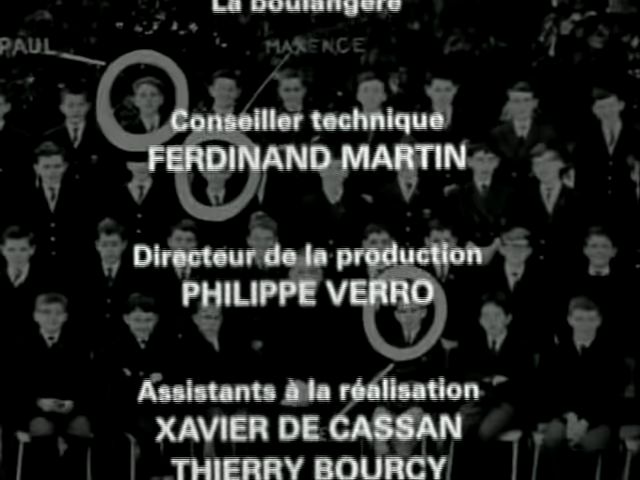 La boulangère
PAUL
MAXENCE
Conseiller technique
FERDINAND MARTIN
Directeur de la production
PHILIPPE VERRO
Assistants à la réalisation
XAVIER DE CASSAN
THIERRY BOURCY